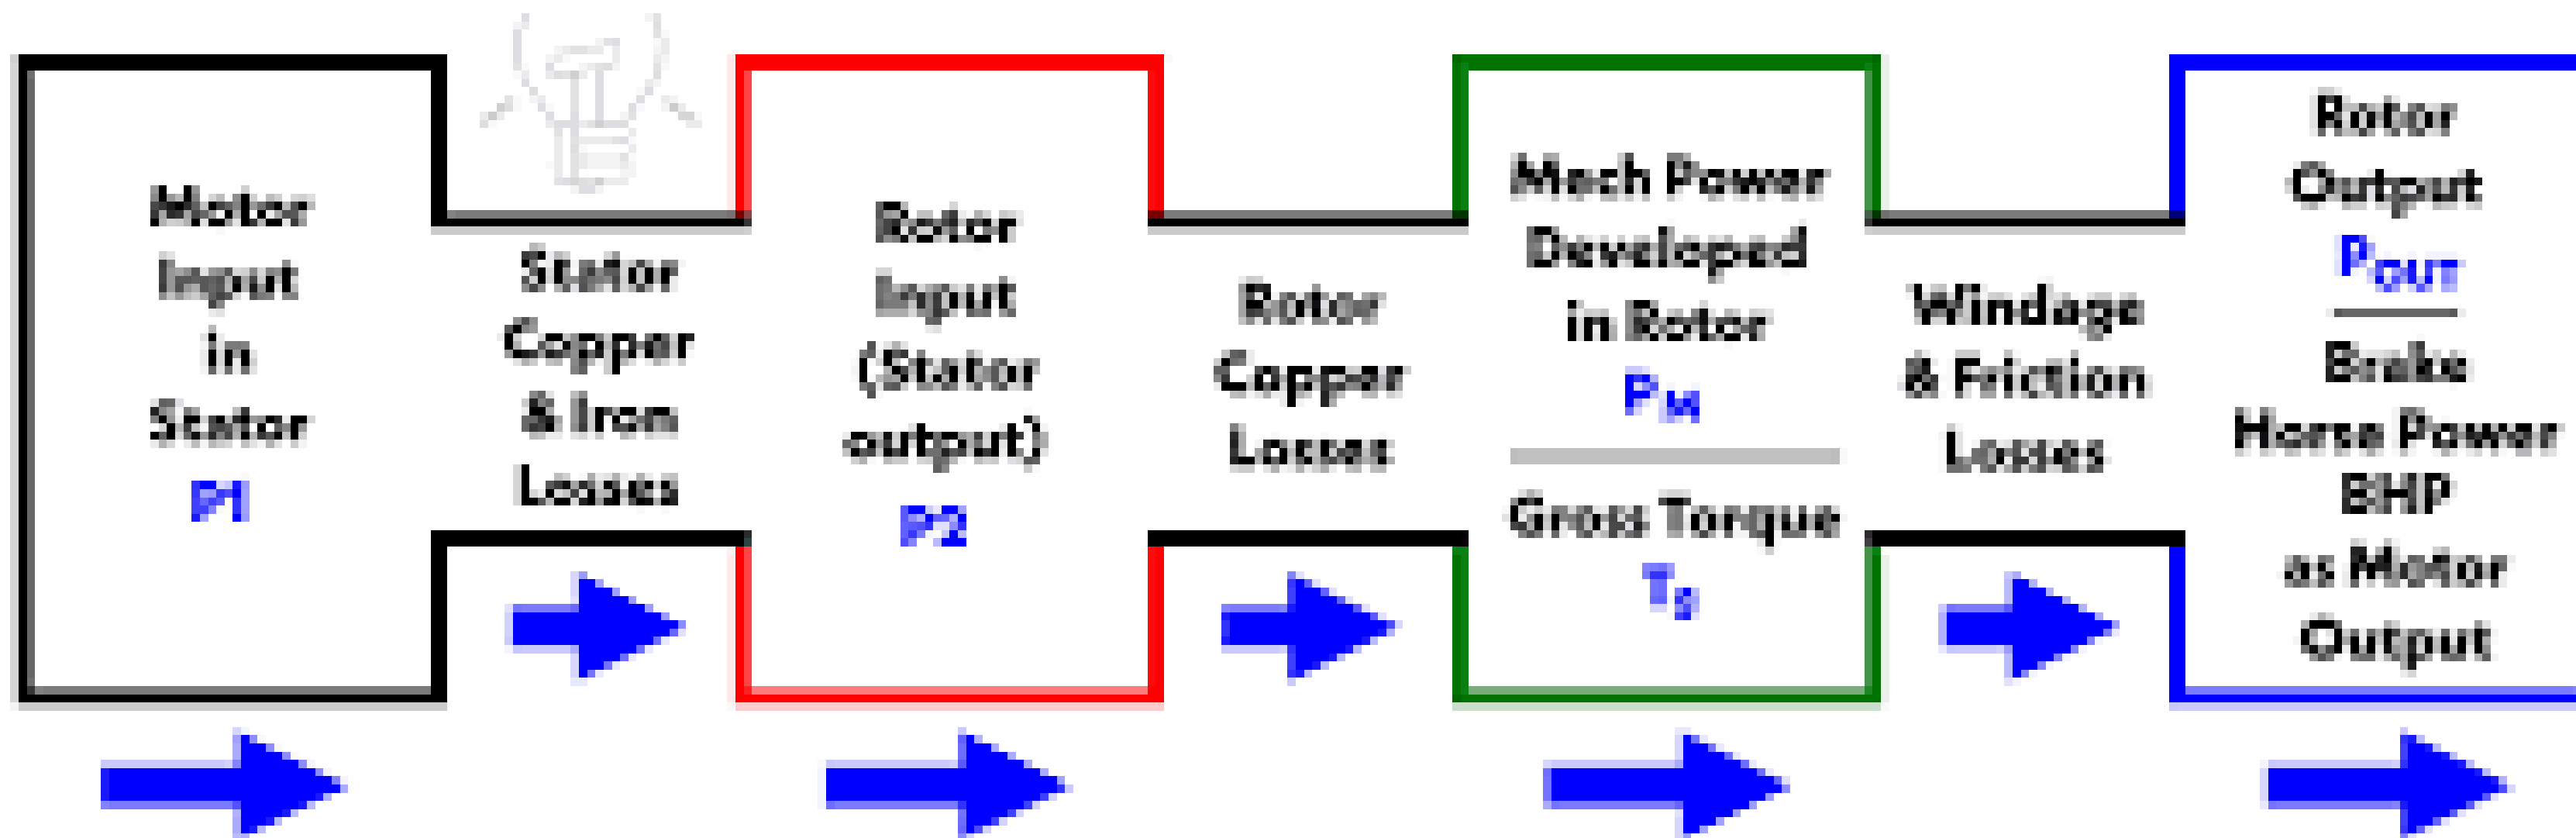 Motor
Input
in
Stator
P1
Stator
Copper
& Iron
Losses
Rotor
Input
(Stator
output)
P2
Rotor
Copper
Losses
Mech Power
Developed
in Rotor
PM
Gross Torque
Tg
Windage
& Friction
Losses
Rotor
Output
POUT
Brake
Horse Power
BHP
as Motor
Output